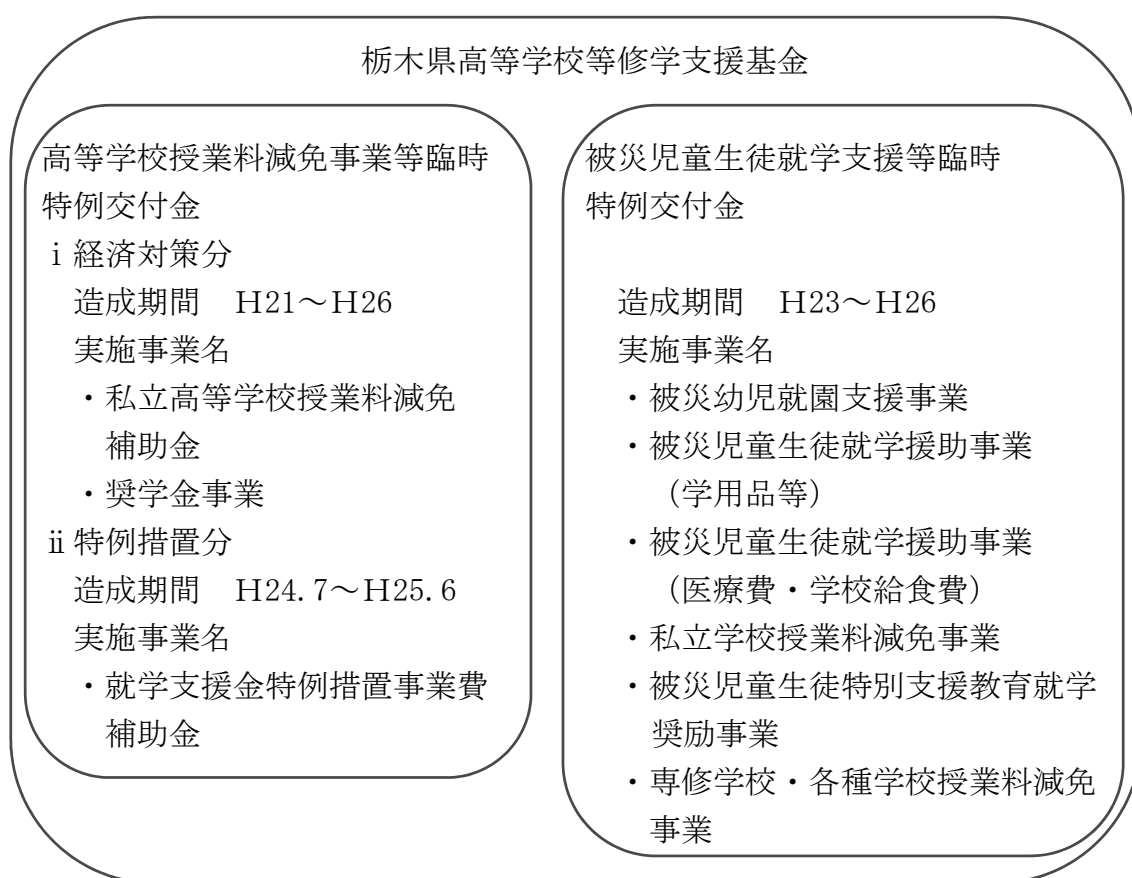 栃木県高等学校等修学支援基金
高等学校授業料減免事業等臨時
特例交付金
ⅰ経済対策分
造成期間　H21～H26
実施事業名
・私立高等学校授業料減免
補助金
・奨学金事業
ⅱ特例措置分
造成期間　H24.7～H25.6
実施事業名
・就学支援金特例措置事業費
補助金
被災児童生徒就学支援等臨時
特例交付金
造成期間　H23～H26
実施事業名
・被災幼児就園支援事業
・被災児童生徒就学援助事業
（学用品等）
・被災児童生徒就学援助事業
（医療費・学校給食費）
・私立学校授業料減免事業
・被災児童生徒特別支援教育就学
奨励事業
・専修学校・各種学校授業料減免
事業